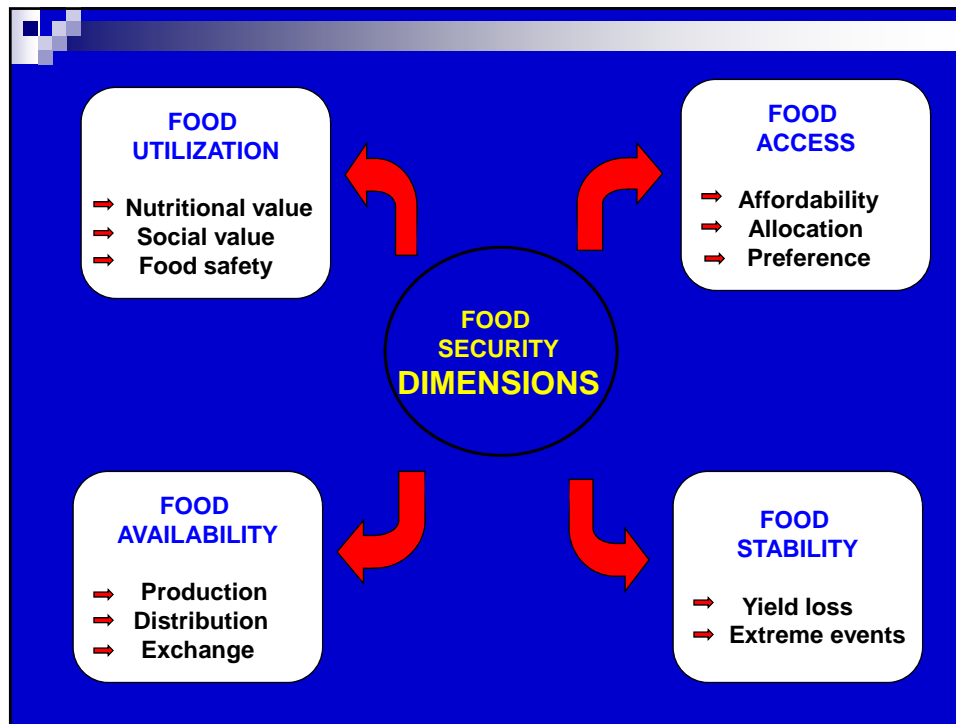 FOOD
UTILIZATION
Nutritional value
Social value
Food safety
FOOD
ACCESS
Affordability
Allocation
Preference
FOOD
SECURITY
DIMENSIONS
FOOD
AVAILABILITY
Production
Distribution
Exchange
FOOD
STABILITY
Yield loss
Extreme events